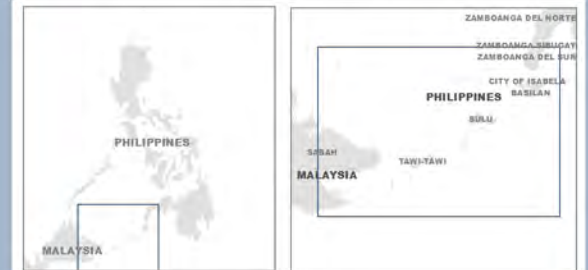 PHILIPPINES
MALAYSIA
ZAMBOANGA DEL NORTE
ZAMBOANGA SIBUGAY
ZAMBOANGA DEL SUR
CITY OF ISABELA
BASILAN
PHILIPPINES
SULU
SABAH
TAWI-TAWI
MALAYSIA